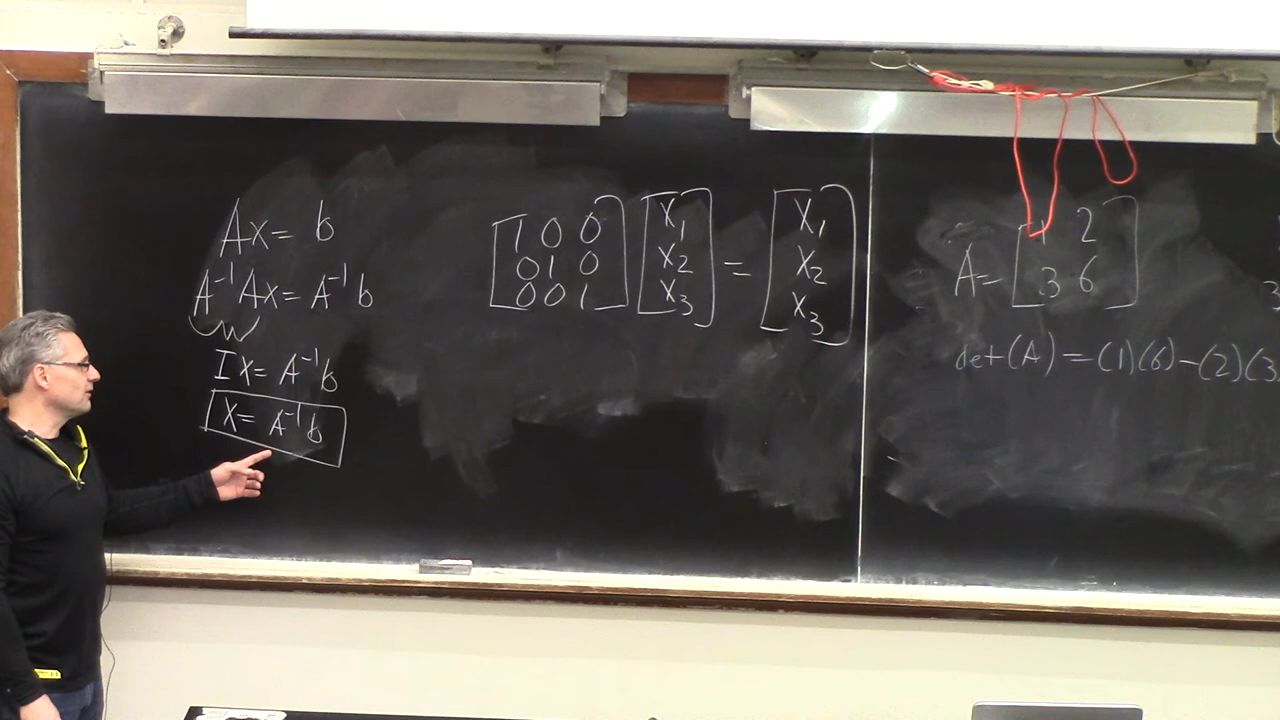 Ax = b
A⁻¹Ax = A⁻¹b
Ix = A⁻¹b
x = A⁻¹b
[1 0 0] [x₁] = [x₁]
[0 1 0] [x₂] [x₂]
[0 0 1] [x₃] [x₃]
A = [1 2]
[3 6]
det(A) = (1)(6) - (2)(3